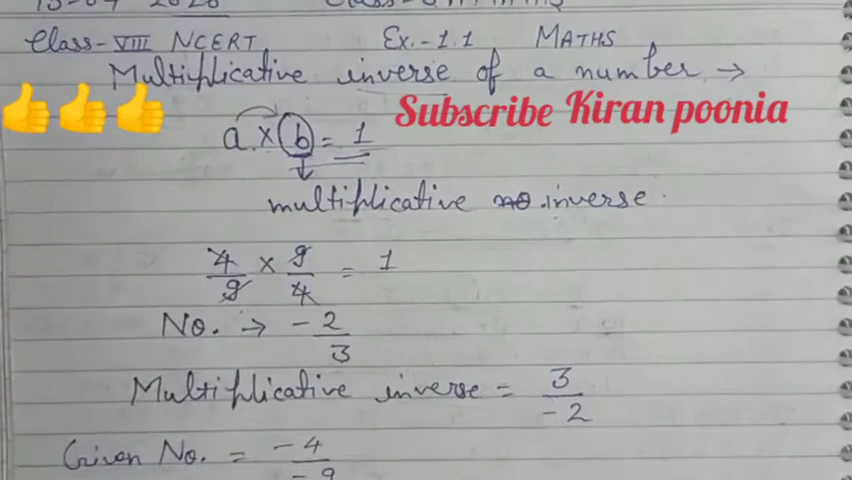 Class-VIII NCERT Ex.-1.1 MATHS
Multiplicative inverse of a number →
Subscribe Kiran poonia
a × b = 1
multiplicative inverse.
4/9 × 9/4 = 1
No. → -2/3
Multiplicative inverse = 3/-2
Given No. = -4/-9